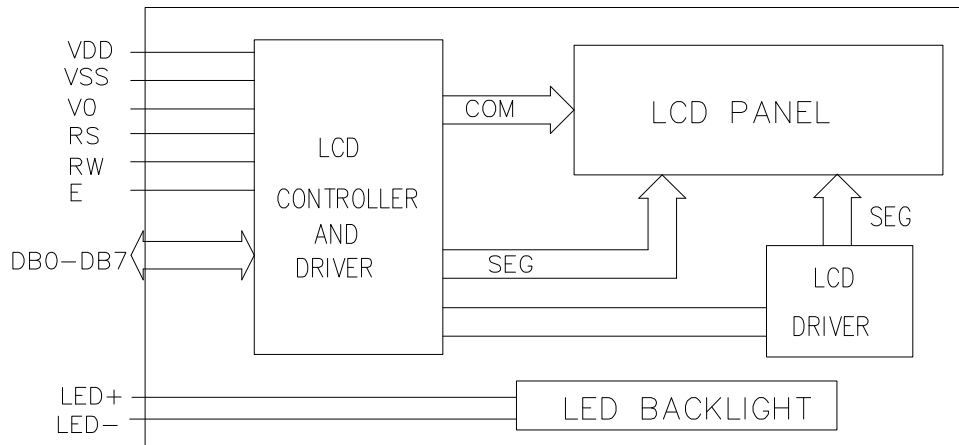 VDD
VSS
V0
RS
RW
E
DB0-DB7
LCD
CONTROLLER
AND
DRIVER
COM
LCD PANEL
SEG
SEG
LCD
DRIVER
LED+
LED-
LED BACKLIGHT